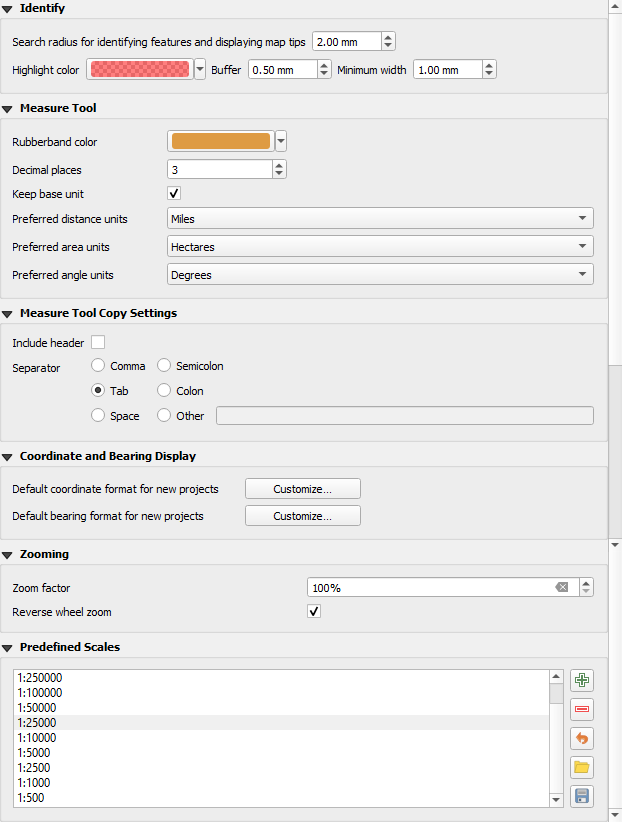 Identify
Search radius for identifying features and displaying map tips 2.00 mm
Highlight color Buffer 0.50 mm Minimum width 1.00 mm
Measure Tool
Rubberband color
Decimal places 3
Keep base unit
Preferred distance units Miles
Preferred area units Hectares
Preferred angle units Degrees
Measure Tool Copy Settings
Include header
Separator Comma Semicolon
Tab Colon
Space Other
Coordinate and Bearing Display
Default coordinate format for new projects Customize...
Default bearing format for new projects Customize...
Zooming
Zoom factor 100%
Reverse wheel zoom
Predefined Scales
1:250000
1:100000
1:50000
1:25000
1:10000
1:5000
1:2500
1:1000
1:500